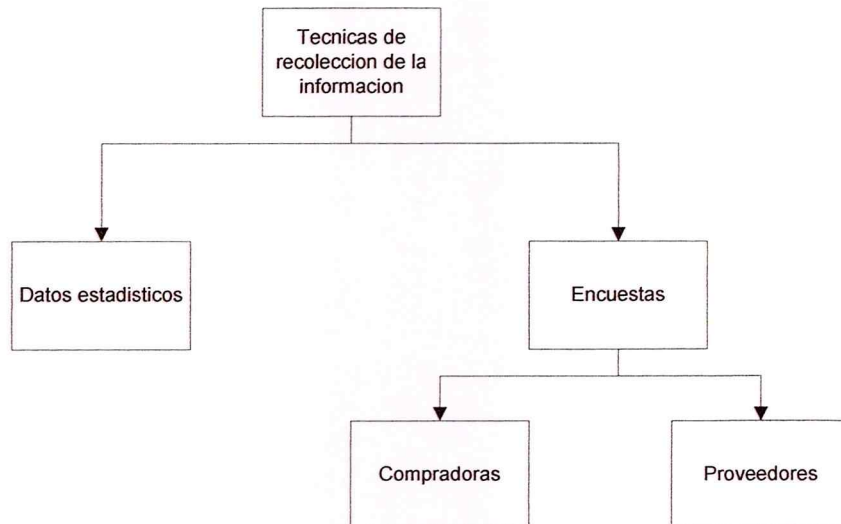 Tecnicas de
recoleccion de la
informacion
Datos estadisticos
Encuestas
Compradoras
Proveedores